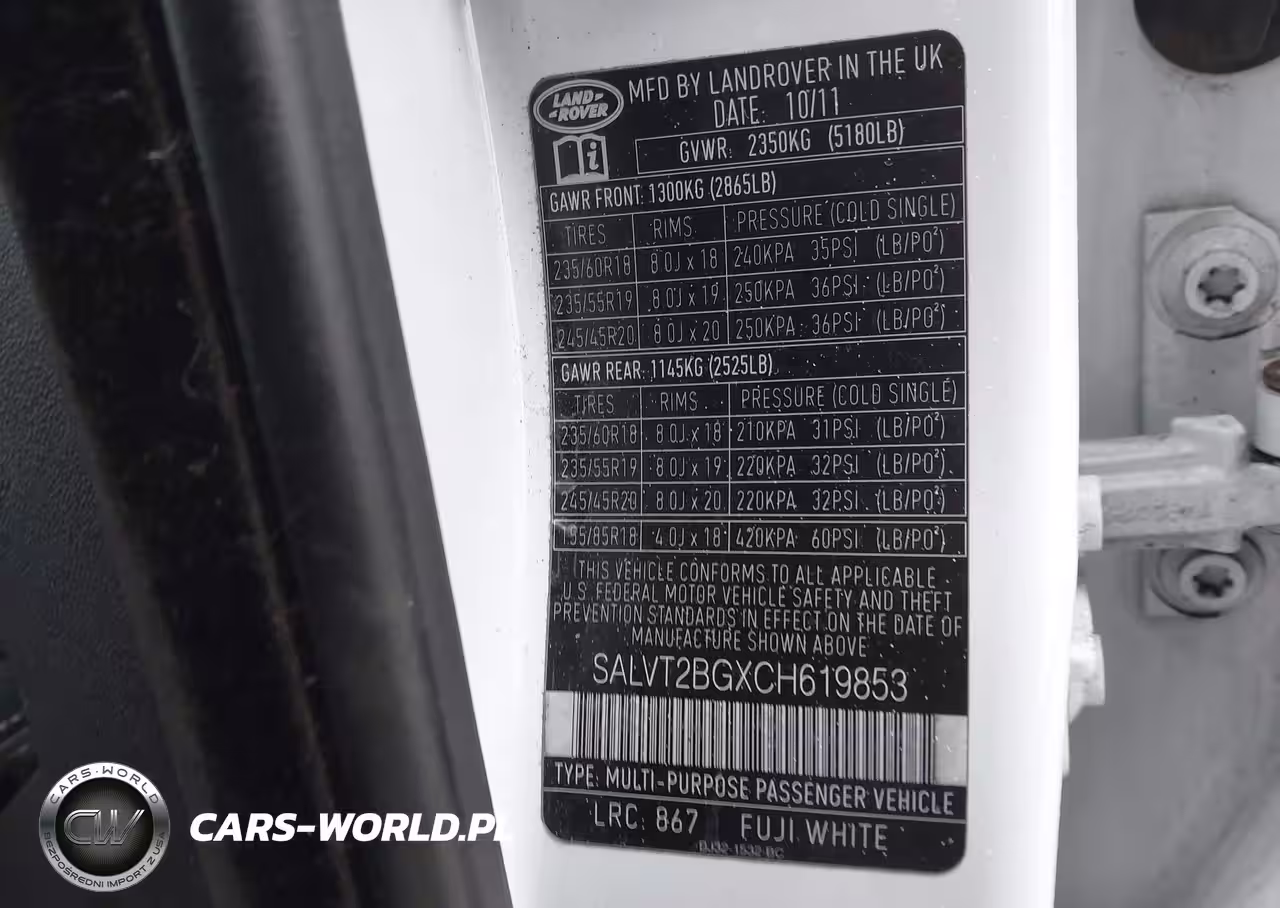 LAND-
-ROVER
MFD BY LANDROVER IN THE UK
DATE: 10/11
i
GVWR: 2350KG (5180LB)
GAWR FRONT: 1300KG (2865LB)
TIRES RIMS PRESSURE (COLD SINGLE)
235/60R18 8.0J x 18 240KPA 35PSI (LB/PO²)
235/55R19 8.0J x 19 250KPA 36PSI (LB/PO²)
245/45R20 8.0J x 20 250KPA 36PSI (LB/PO²)
GAWR REAR: 1145KG (2525LB)
TIRES RIMS PRESSURE (COLD SINGLE)
235/60R18 8.0J x 18 210KPA 31PSI (LB/PO²)
235/55R19 8.0J x 19 220KPA 32PSI (LB/PO²)
245/45R20 8.0J x 20 220KPA 32PSI (LB/PO²)
155/85R18 4.0J x 18 420KPA 60PSI (LB/PO²)
THIS VEHICLE CONFORMS TO ALL APPLICABLE
U.S. FEDERAL MOTOR VEHICLE SAFETY AND THEFT
PREVENTION STANDARDS IN EFFECT ON THE DATE OF
MANUFACTURE SHOWN ABOVE
SALVT2BGXCH619853
TYPE: MULTI-PURPOSE PASSENGER VEHICLE
LRC: 867 FUJI WHITE
CARS-WORLD
CW
BEZPOŚREDNI IMPORT Z USA
CARS-WORLD.PL